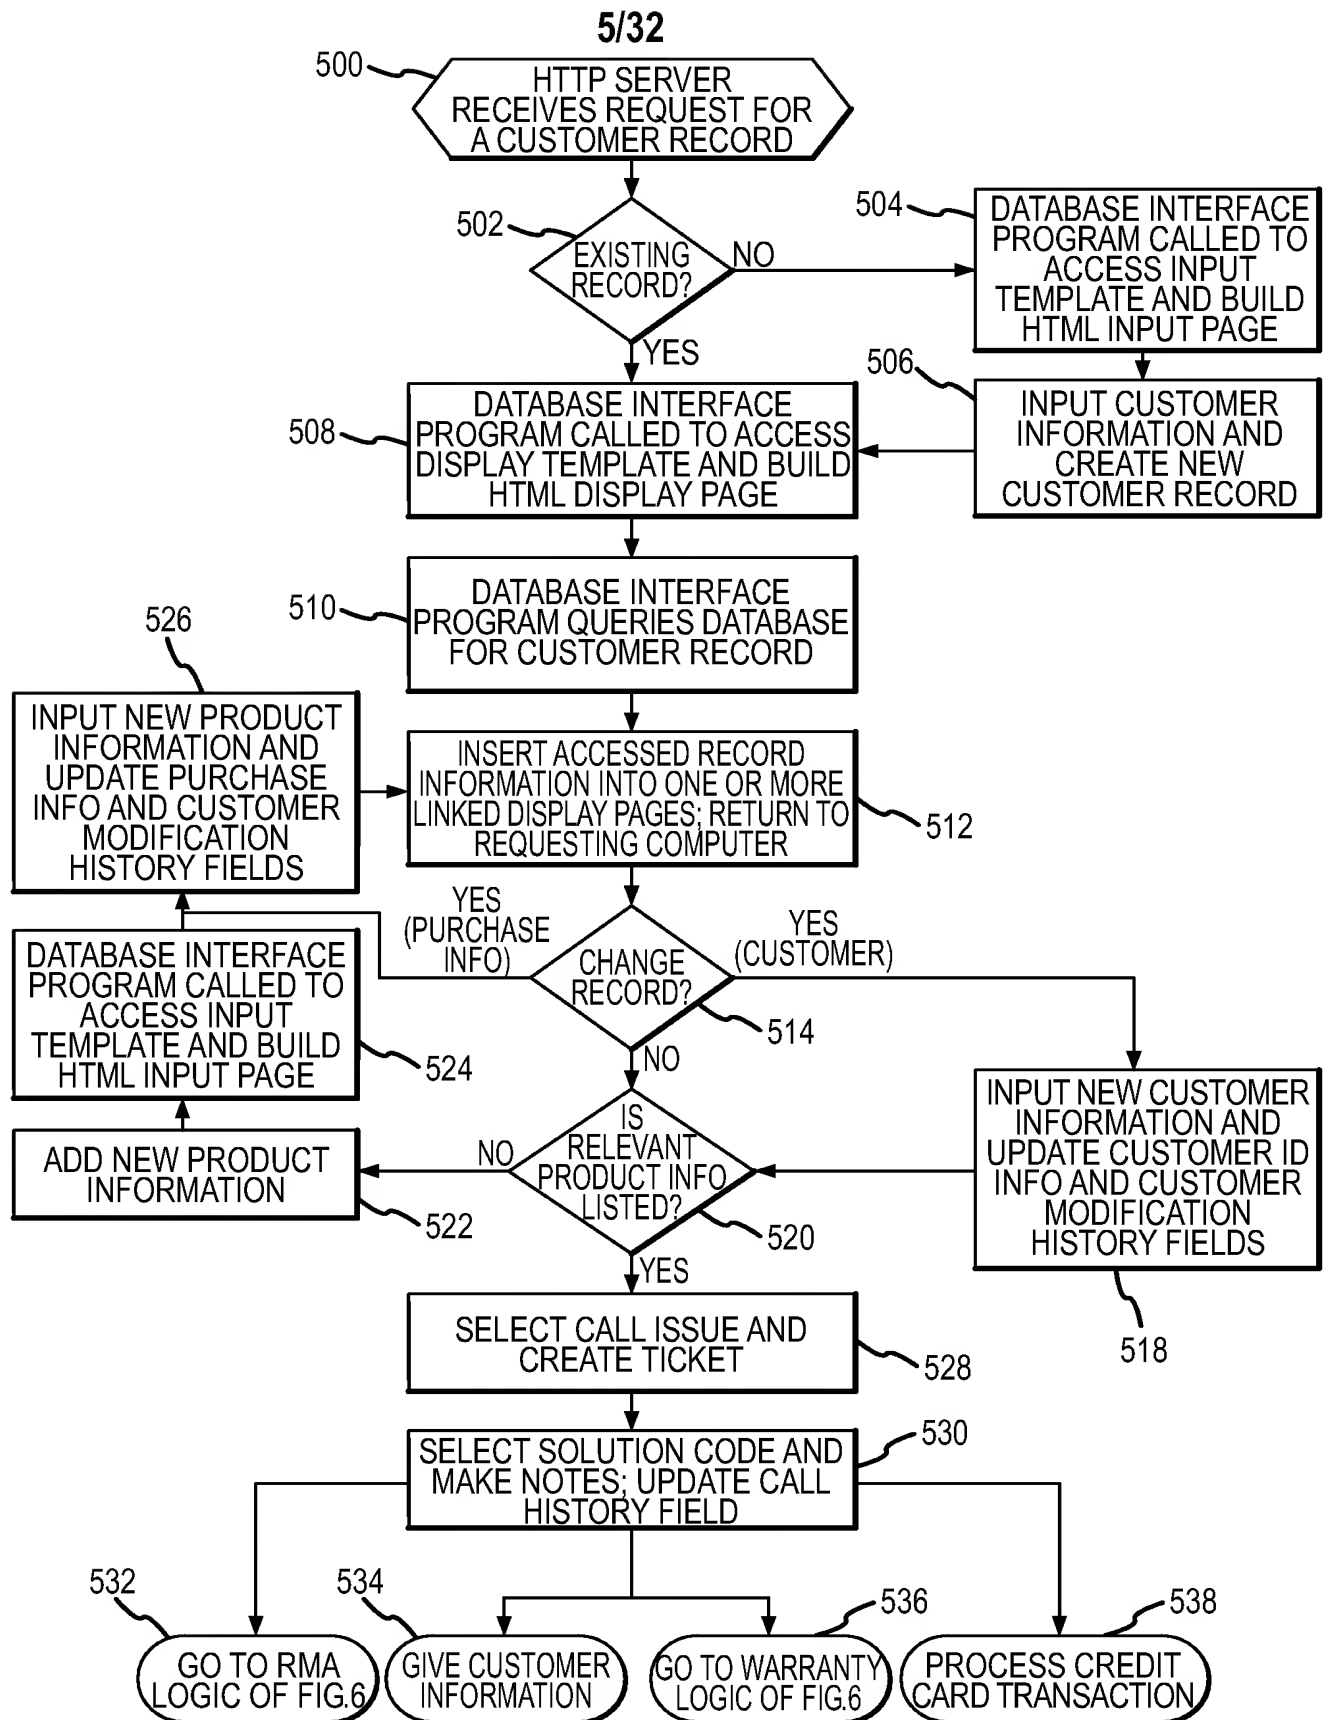 5/32
500
HTTP SERVER
RECEIVES REQUEST FOR
A CUSTOMER RECORD
502
EXISTING
RECORD?
NO
YES
504
DATABASE INTERFACE
PROGRAM CALLED TO
ACCESS INPUT
TEMPLATE AND BUILD
HTML INPUT PAGE
506
INPUT CUSTOMER
INFORMATION AND
CREATE NEW
CUSTOMER RECORD
508
DATABASE INTERFACE
PROGRAM CALLED TO ACCESS
DISPLAY TEMPLATE AND BUILD
HTML DISPLAY PAGE
510
DATABASE INTERFACE
PROGRAM QUERIES DATABASE
FOR CUSTOMER RECORD
526
INPUT NEW PRODUCT
INFORMATION AND
UPDATE PURCHASE
INFO AND CUSTOMER
MODIFICATION
HISTORY FIELDS
INSERT ACCESSED RECORD
INFORMATION INTO ONE OR MORE
LINKED DISPLAY PAGES; RETURN TO
REQUESTING COMPUTER
512
YES
(PURCHASE
INFO)
CHANGE
RECORD?
YES
(CUSTOMER)
514
NO
DATABASE INTERFACE
PROGRAM CALLED TO
ACCESS INPUT
TEMPLATE AND BUILD
HTML INPUT PAGE
524
ADD NEW PRODUCT
INFORMATION
522
NO
IS
RELEVANT
PRODUCT INFO
LISTED?
520
YES
INPUT NEW CUSTOMER
INFORMATION AND
UPDATE CUSTOMER ID
INFO AND CUSTOMER
MODIFICATION
HISTORY FIELDS
518
SELECT CALL ISSUE AND
CREATE TICKET
528
SELECT SOLUTION CODE AND
MAKE NOTES; UPDATE CALL
HISTORY FIELD
530
532
GO TO RMA
LOGIC OF FIG.6
534
GIVE CUSTOMER
INFORMATION
536
GO TO WARRANTY
LOGIC OF FIG.6
538
PROCESS CREDIT
CARD TRANSACTION